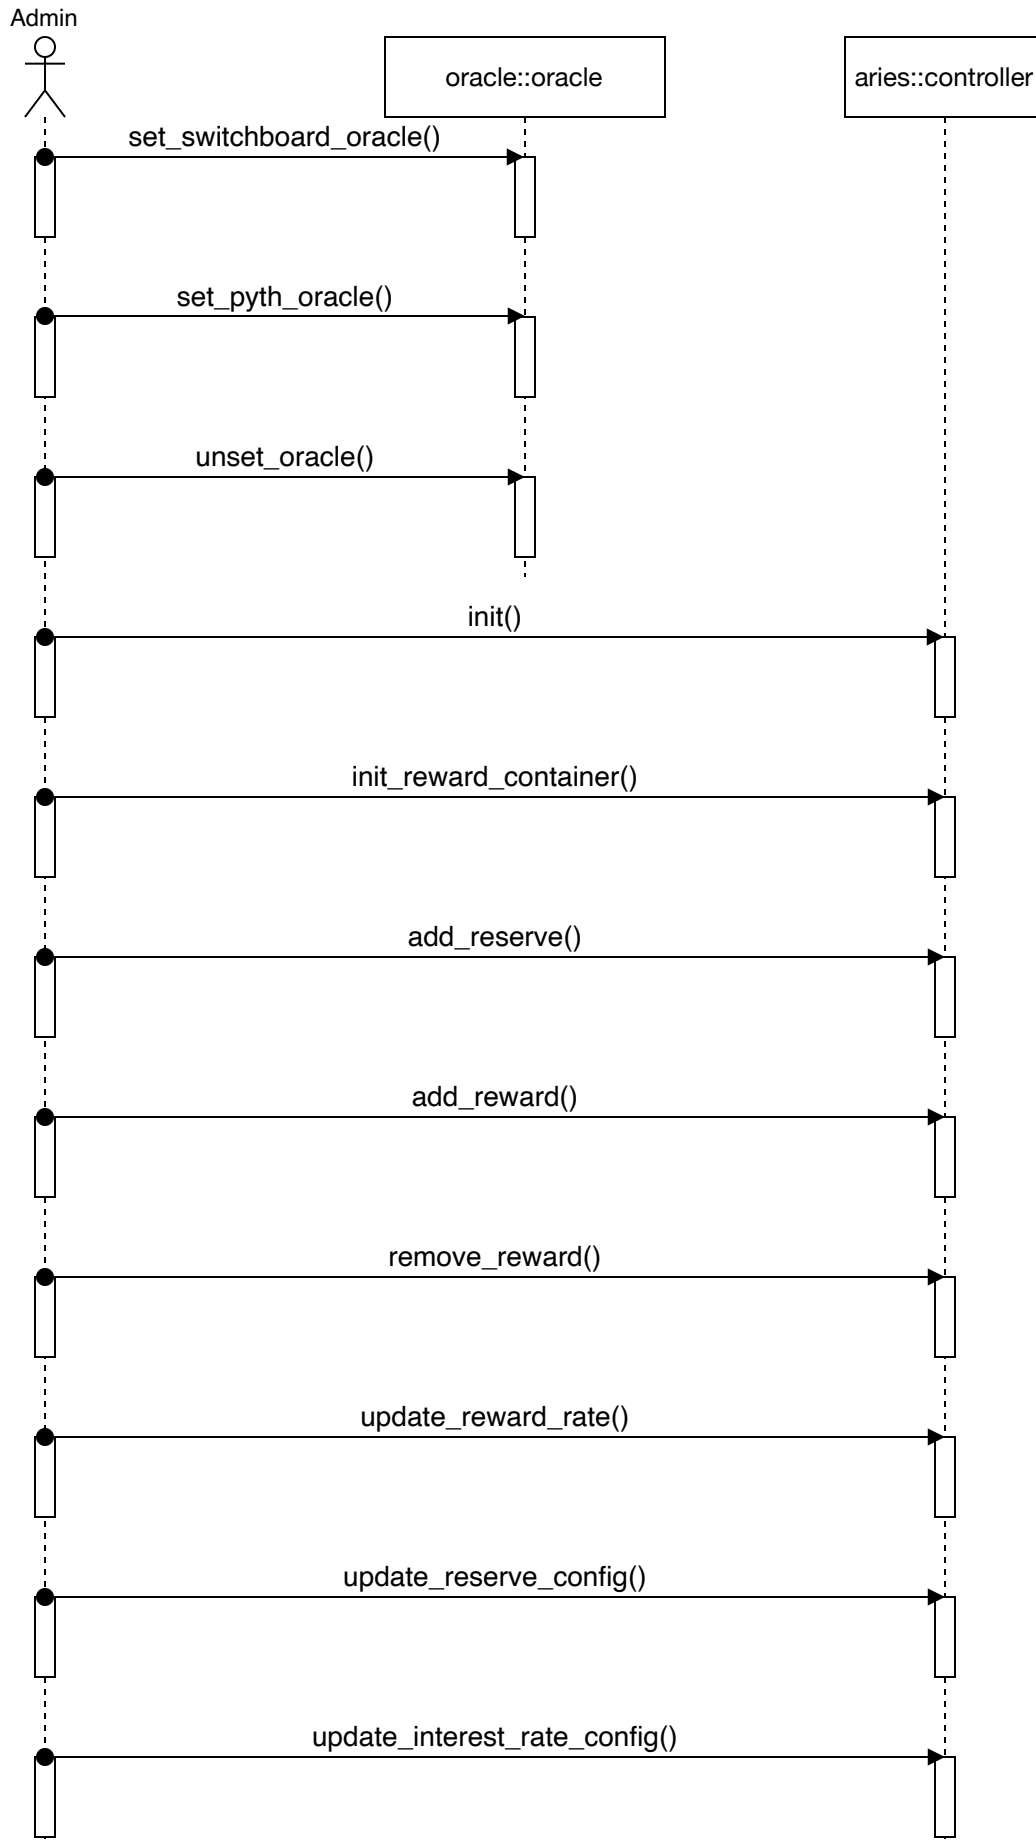 Admin
oracle::oracle
aries::controller
set_switchboard_oracle()
set_pyth_oracle()
unset_oracle()
init()
init_reward_container()
add_reserve()
add_reward()
remove_reward()
update_reward_rate()
update_reserve_config()
update_interest_rate_config()